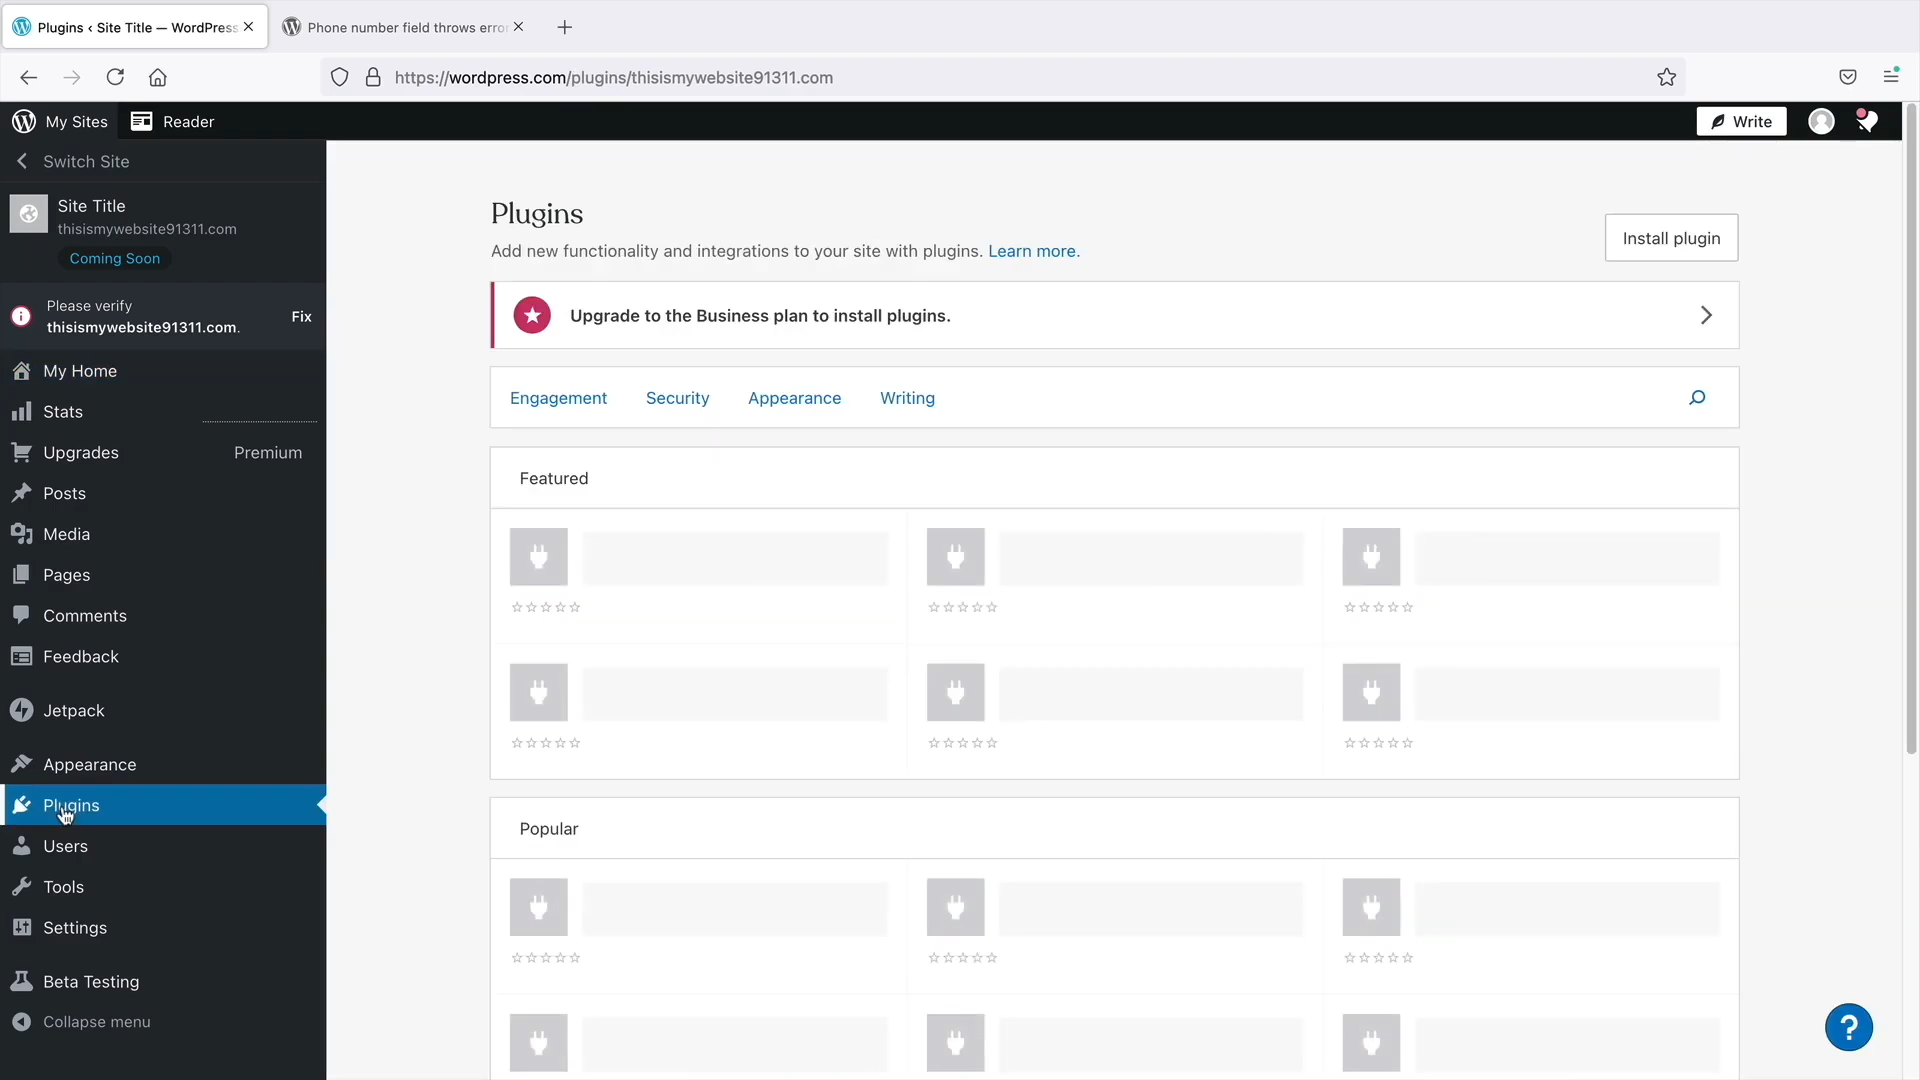 Plugins ‹ Site Title — WordPress
Phone number field throws erro
https://wordpress.com/plugins/thisismywebsite91311.com
My Sites
Reader
Write
Switch Site
Site Title
thisismywebsite91311.com
Coming Soon
Please verify
thisismywebsite91311.com.
Fix
My Home
Stats
Upgrades
Premium
Posts
Media
Pages
Comments
Feedback
Jetpack
Appearance
Plugins
Users
Tools
Settings
Beta Testing
Collapse menu
Plugins
Add new functionality and integrations to your site with plugins. Learn more.
Install plugin
Upgrade to the Business plan to install plugins.
Engagement
Security
Appearance
Writing
Featured
Popular
?